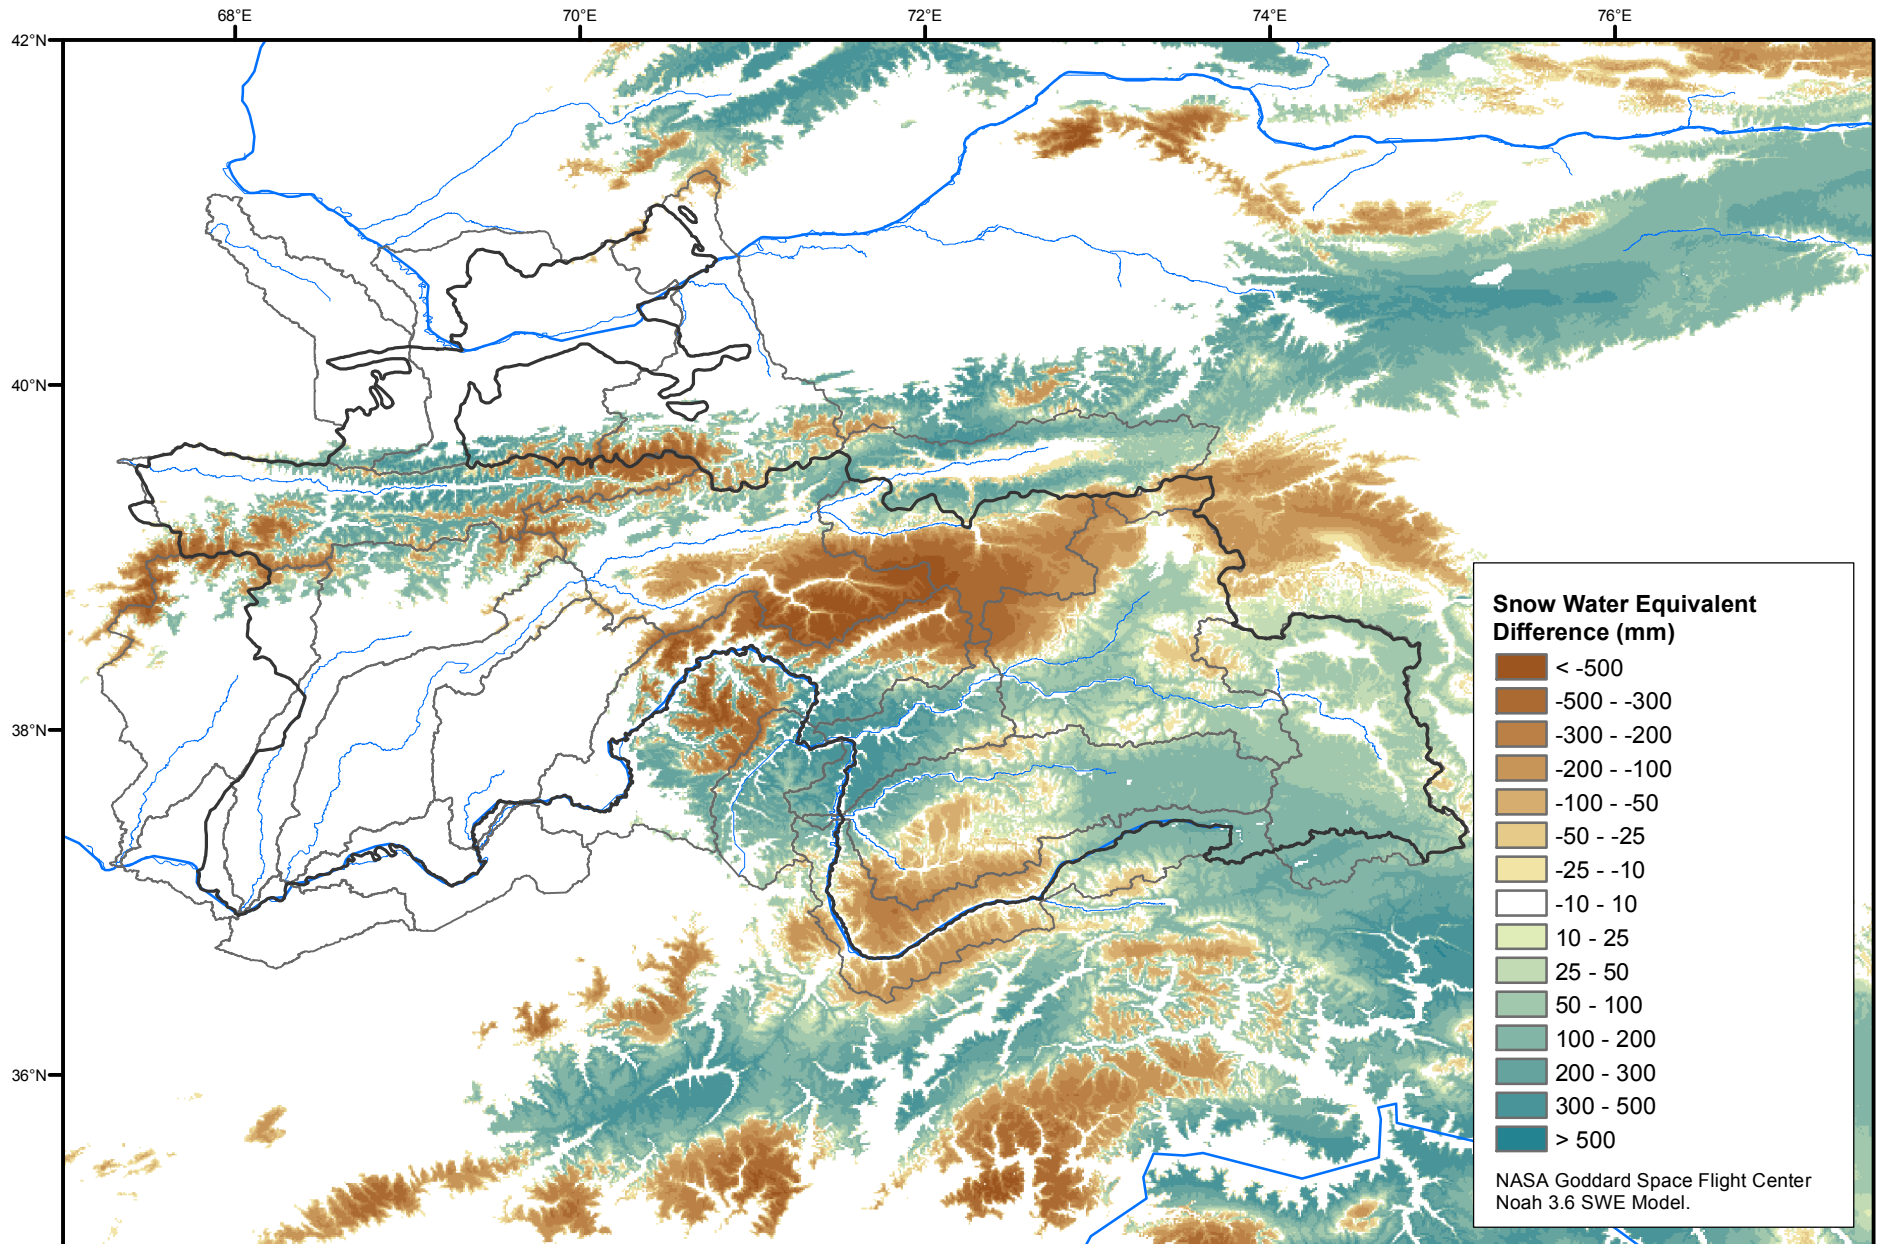 68°E
70°E
72°E
74°E
76°E
42°N
40°N
38°N
36°N
Snow Water Equivalent
Difference (mm)
< -500
-500 - -300
-300 - -200
-200 - -100
-100 - -50
-50 - -25
-25 - -10
-10 - 10
10 - 25
25 - 50
50 - 100
100 - 200
200 - 300
300 - 500
> 500
NASA Goddard Space Flight Center
Noah 3.6 SWE Model.